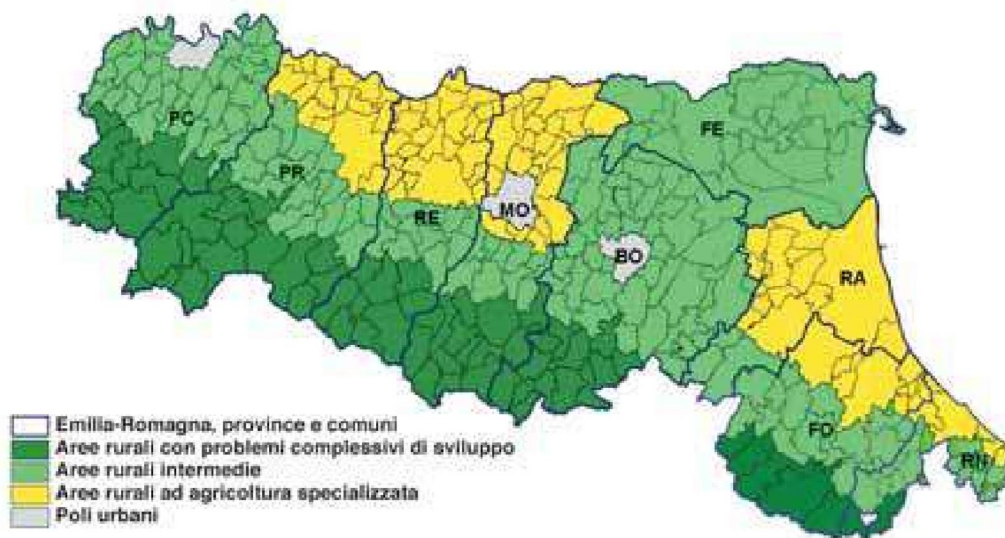 PC
FE
PR
RE
MO
BO
RA
FO
RN
Emilia-Romagna, province e comuni
Aree rurali con problemi complessivi di sviluppo
Aree rurali intermedie
Aree rurali ad agricoltura specializzata
Poli urbani